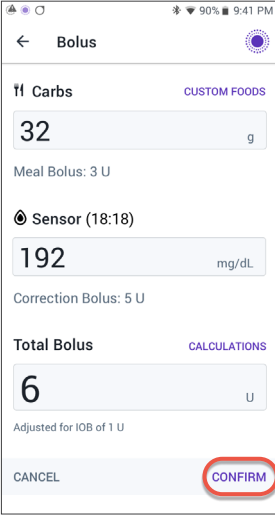 90% 9:41 PM
Bolus
Carbs CUSTOM FOODS
32 g
Meal Bolus: 3 U
Sensor (18:18)
192 mg/dL
Correction Bolus: 5 U
Total Bolus CALCULATIONS
6 U
Adjusted for IOB of 1 U
CANCEL CONFIRM